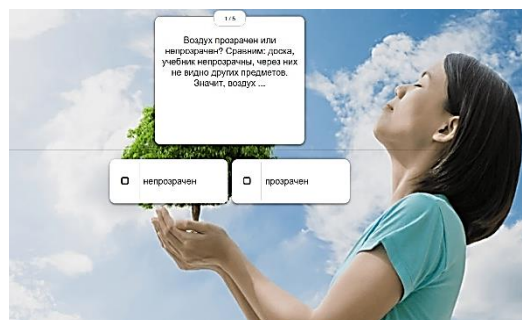 1 / 5
Воздух прозрачен или
непрозрачен? Сравним: доска,
учебник непрозрачны, через них
не видно других предметов.
Значит, воздух ...
непрозрачен
прозрачен